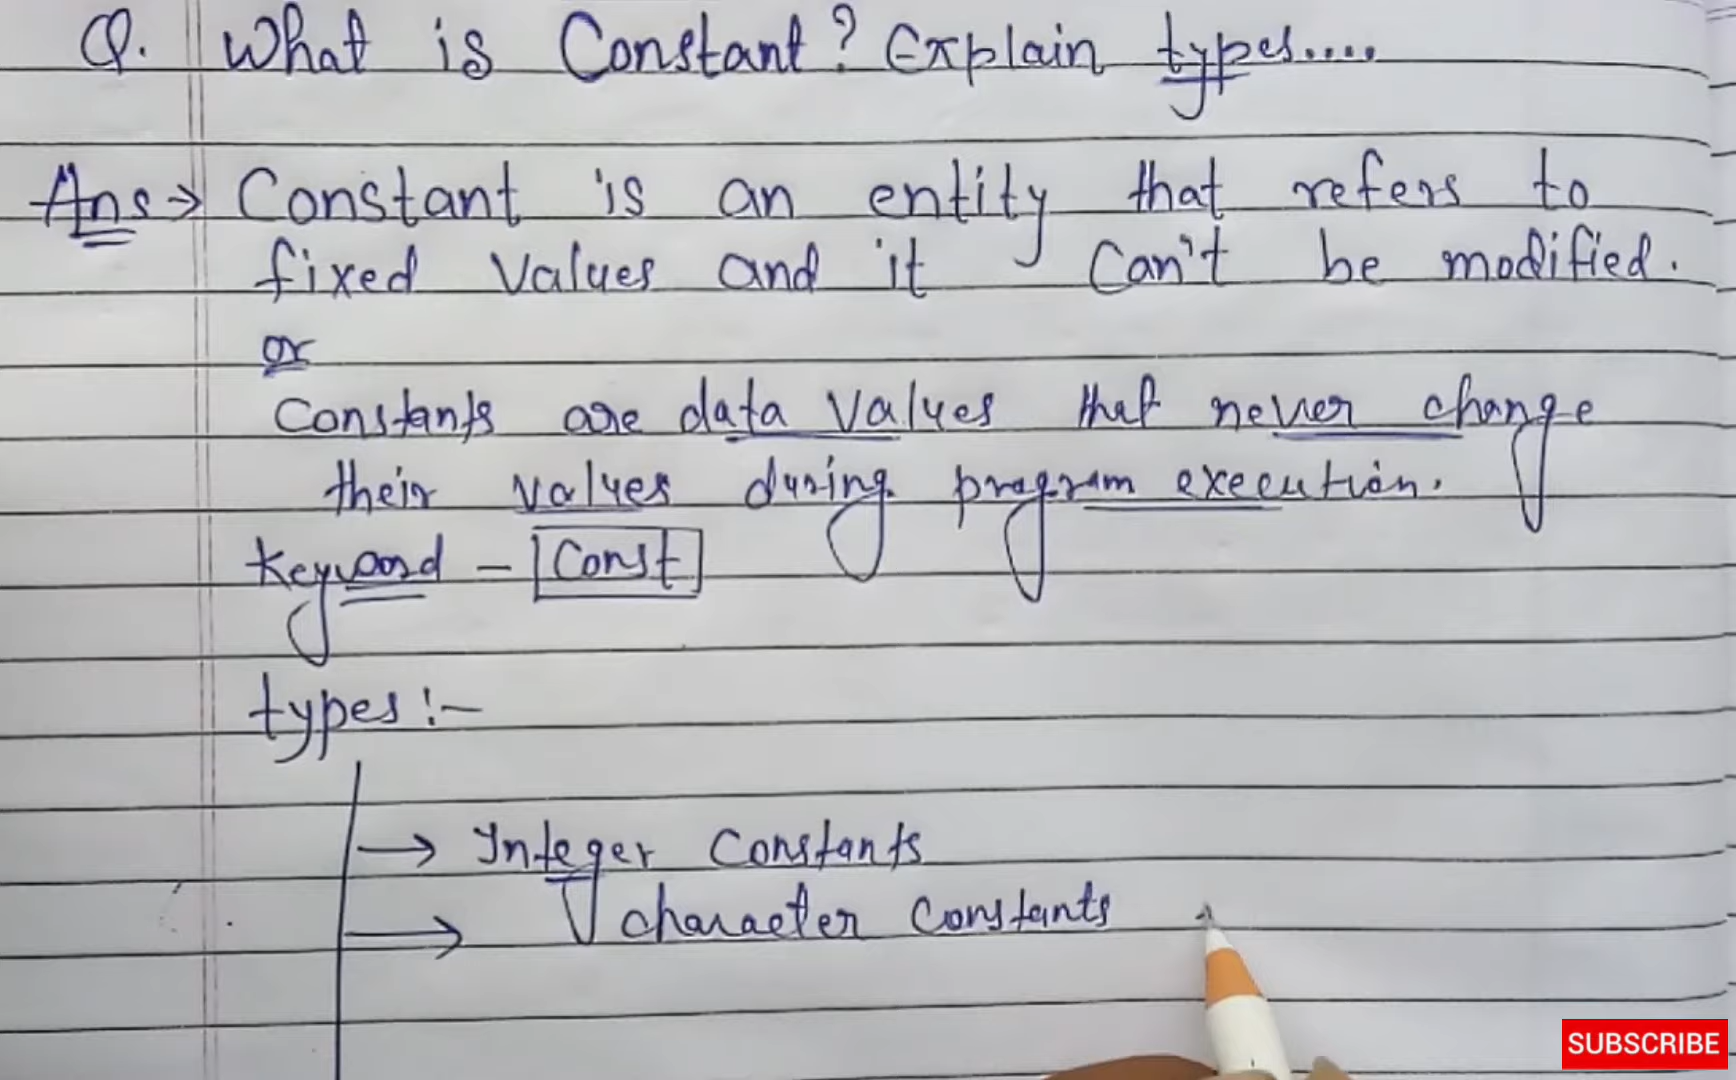 Q. What is Constant? Explain types....
Ans→ Constant is an entity that refers to
fixed values and it can't be modified.
or
Constants are data values that never change
their values during program execution.
Keyword - Const
types:-
→ Integer Constants
→ character Constants
SUBSCRIBE